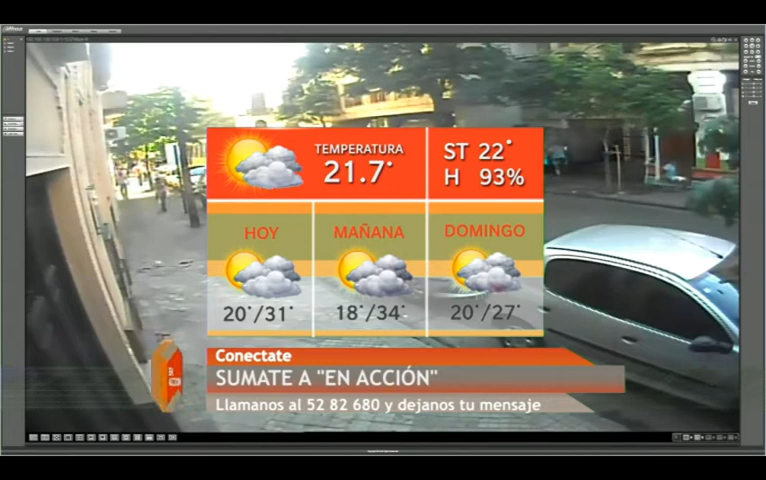 TEMPERATURA
21.7°
ST 22°
H 93%
HOY
MAÑANA
DOMINGO
20°/31°
18°/34°
20°/27°
Conectate
SUMATE A "EN ACCIÓN"
Llamanos al 52 82 680 y dejanos tu mensaje